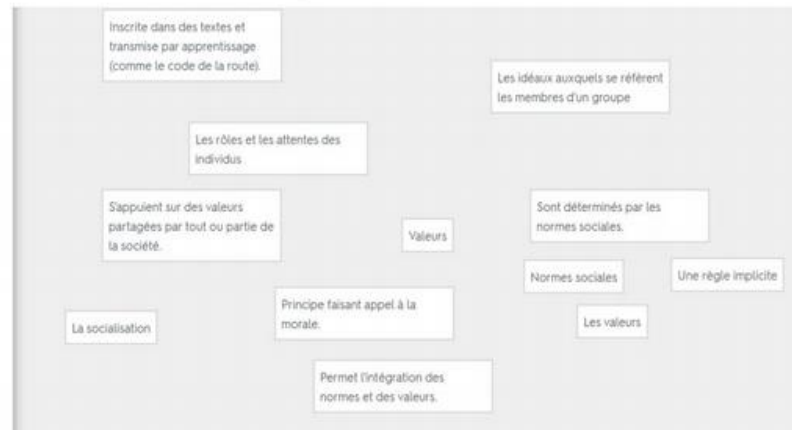 Inscrite dans des textes et
transmise par apprentissage
(comme le code de la route).
Les idéaux auxquels se réfèrent
les membres d'un groupe
Les rôles et les attentes des
individus
S'appuient sur des valeurs
partagées par tout ou partie de
la société.
Valeurs
Sont déterminés par les
normes sociales.
Normes sociales
Une règle implicite
La socialisation
Principe faisant appel à la
morale.
Les valeurs
Permet l'intégration des
normes et des valeurs.